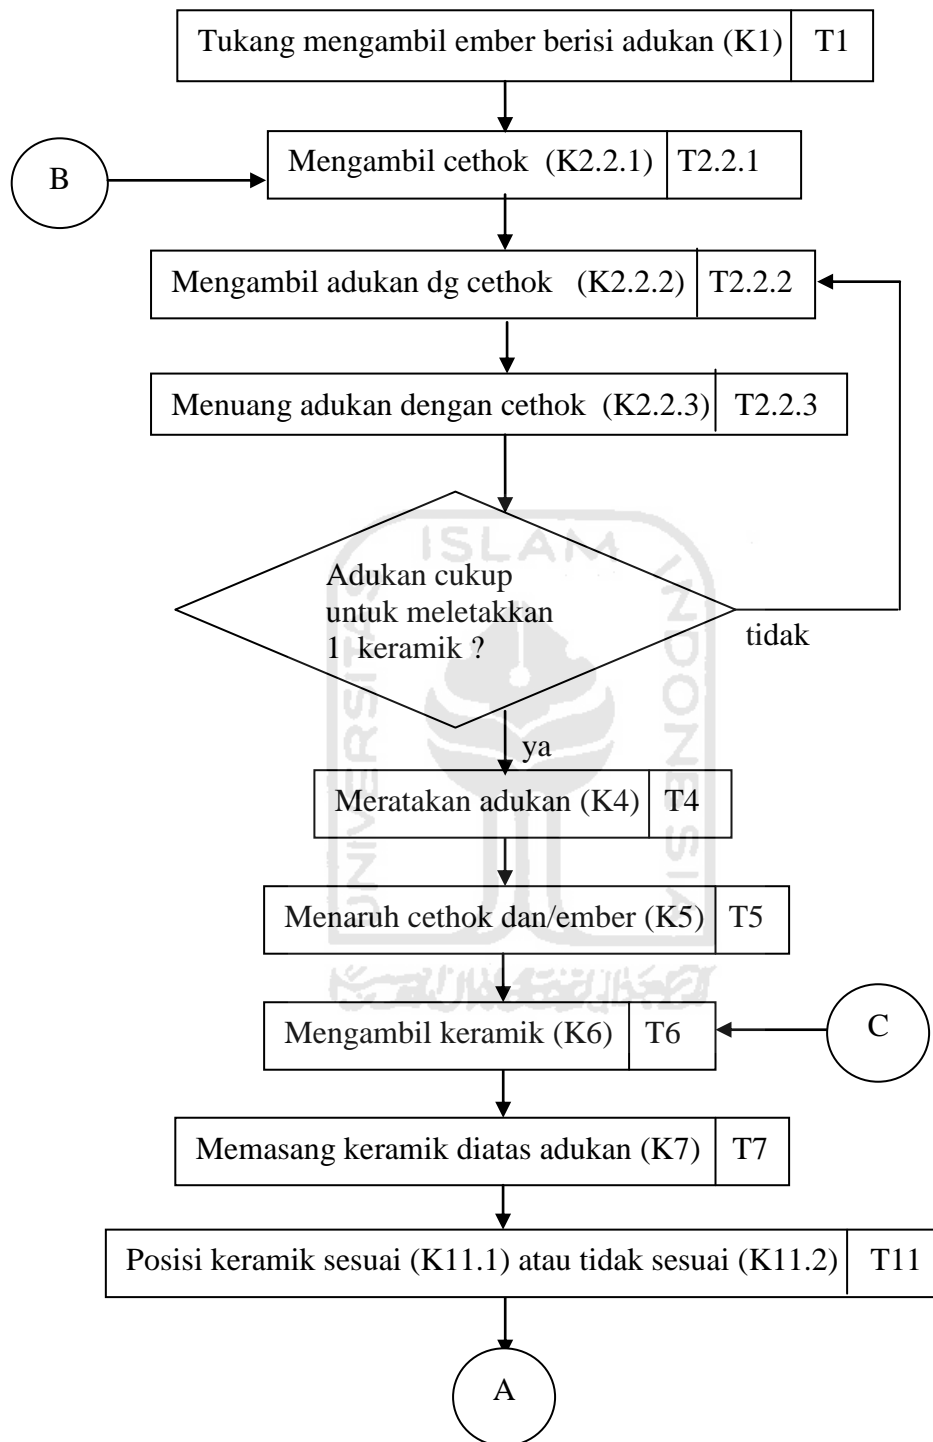 Tukang mengambil ember berisi adukan (K1) T1
B
Mengambil cethok (K2.2.1) T2.2.1
Mengambil adukan dg cethok (K2.2.2) T2.2.2
Menuang adukan dengan cethok (K2.2.3) T2.2.3
Adukan cukup
untuk meletakkan
1 keramik ?
tidak
ya
Meratakan adukan (K4) T4
Menaruh cethok dan/ember (K5) T5
Mengambil keramik (K6) T6
C
Memasang keramik diatas adukan (K7) T7
Posisi keramik sesuai (K11.1) atau tidak sesuai (K11.2) T11
A
UNIVERSITAS
ISLAM
INDONESIA